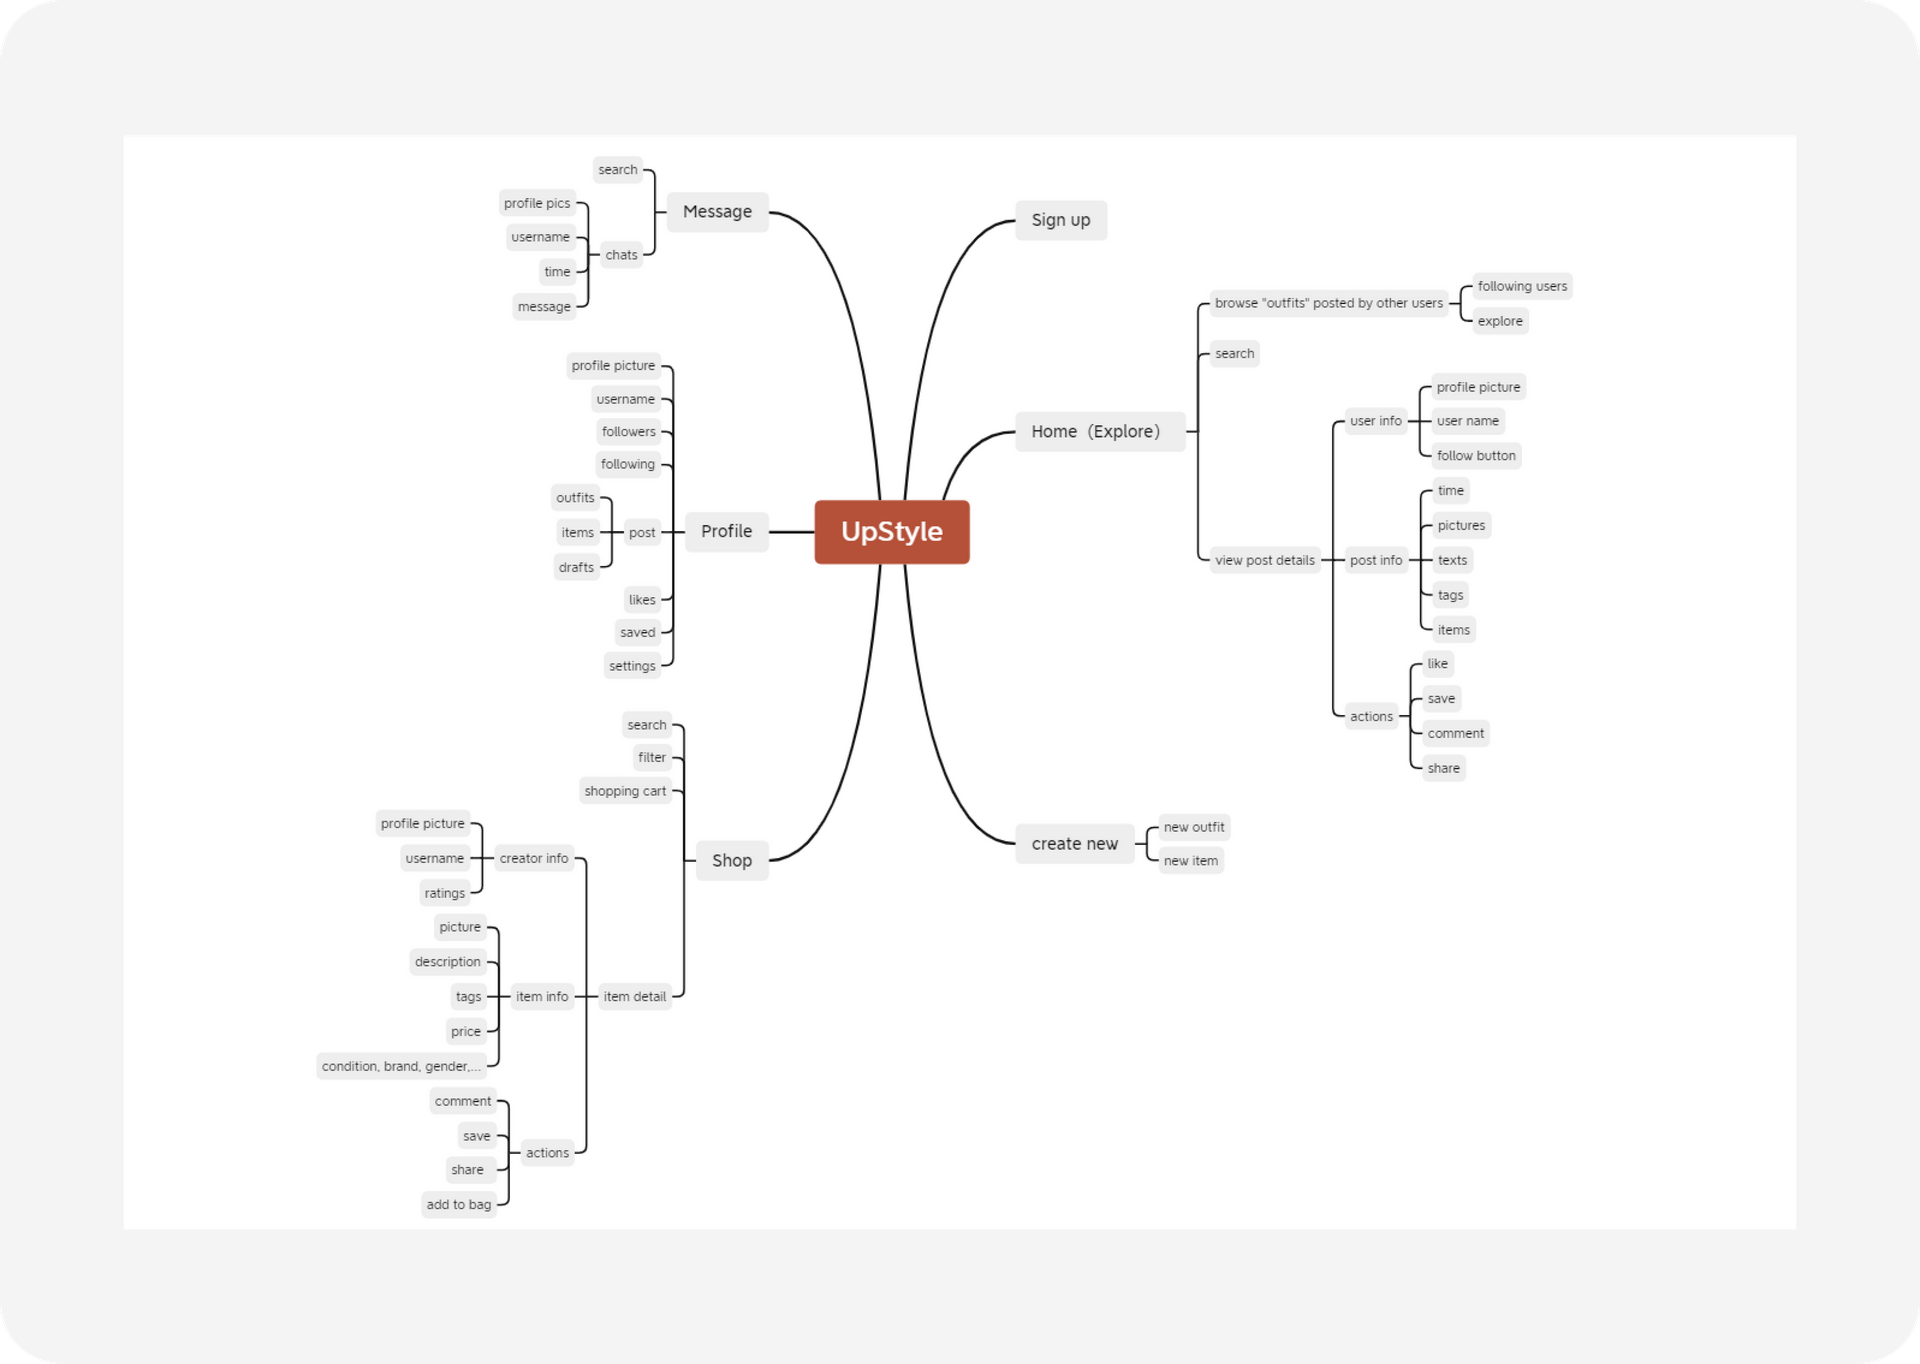 UpStyle
Message
search
chats
profile pics
username
time
message
Profile
profile picture
username
followers
following
post
outfits
items
drafts
likes
saved
settings
Shop
search
filter
shopping cart
item detail
creator info
profile picture
username
ratings
item info
picture
description
tags
price
condition, brand, gender,...
actions
comment
save
share
add to bag
Sign up
Home（Explore）
browse "outfits" posted by other users
following users
explore
search
view post details
user info
profile picture
user name
follow button
post info
time
pictures
texts
tags
items
actions
like
save
comment
share
create new
new outfit
new item